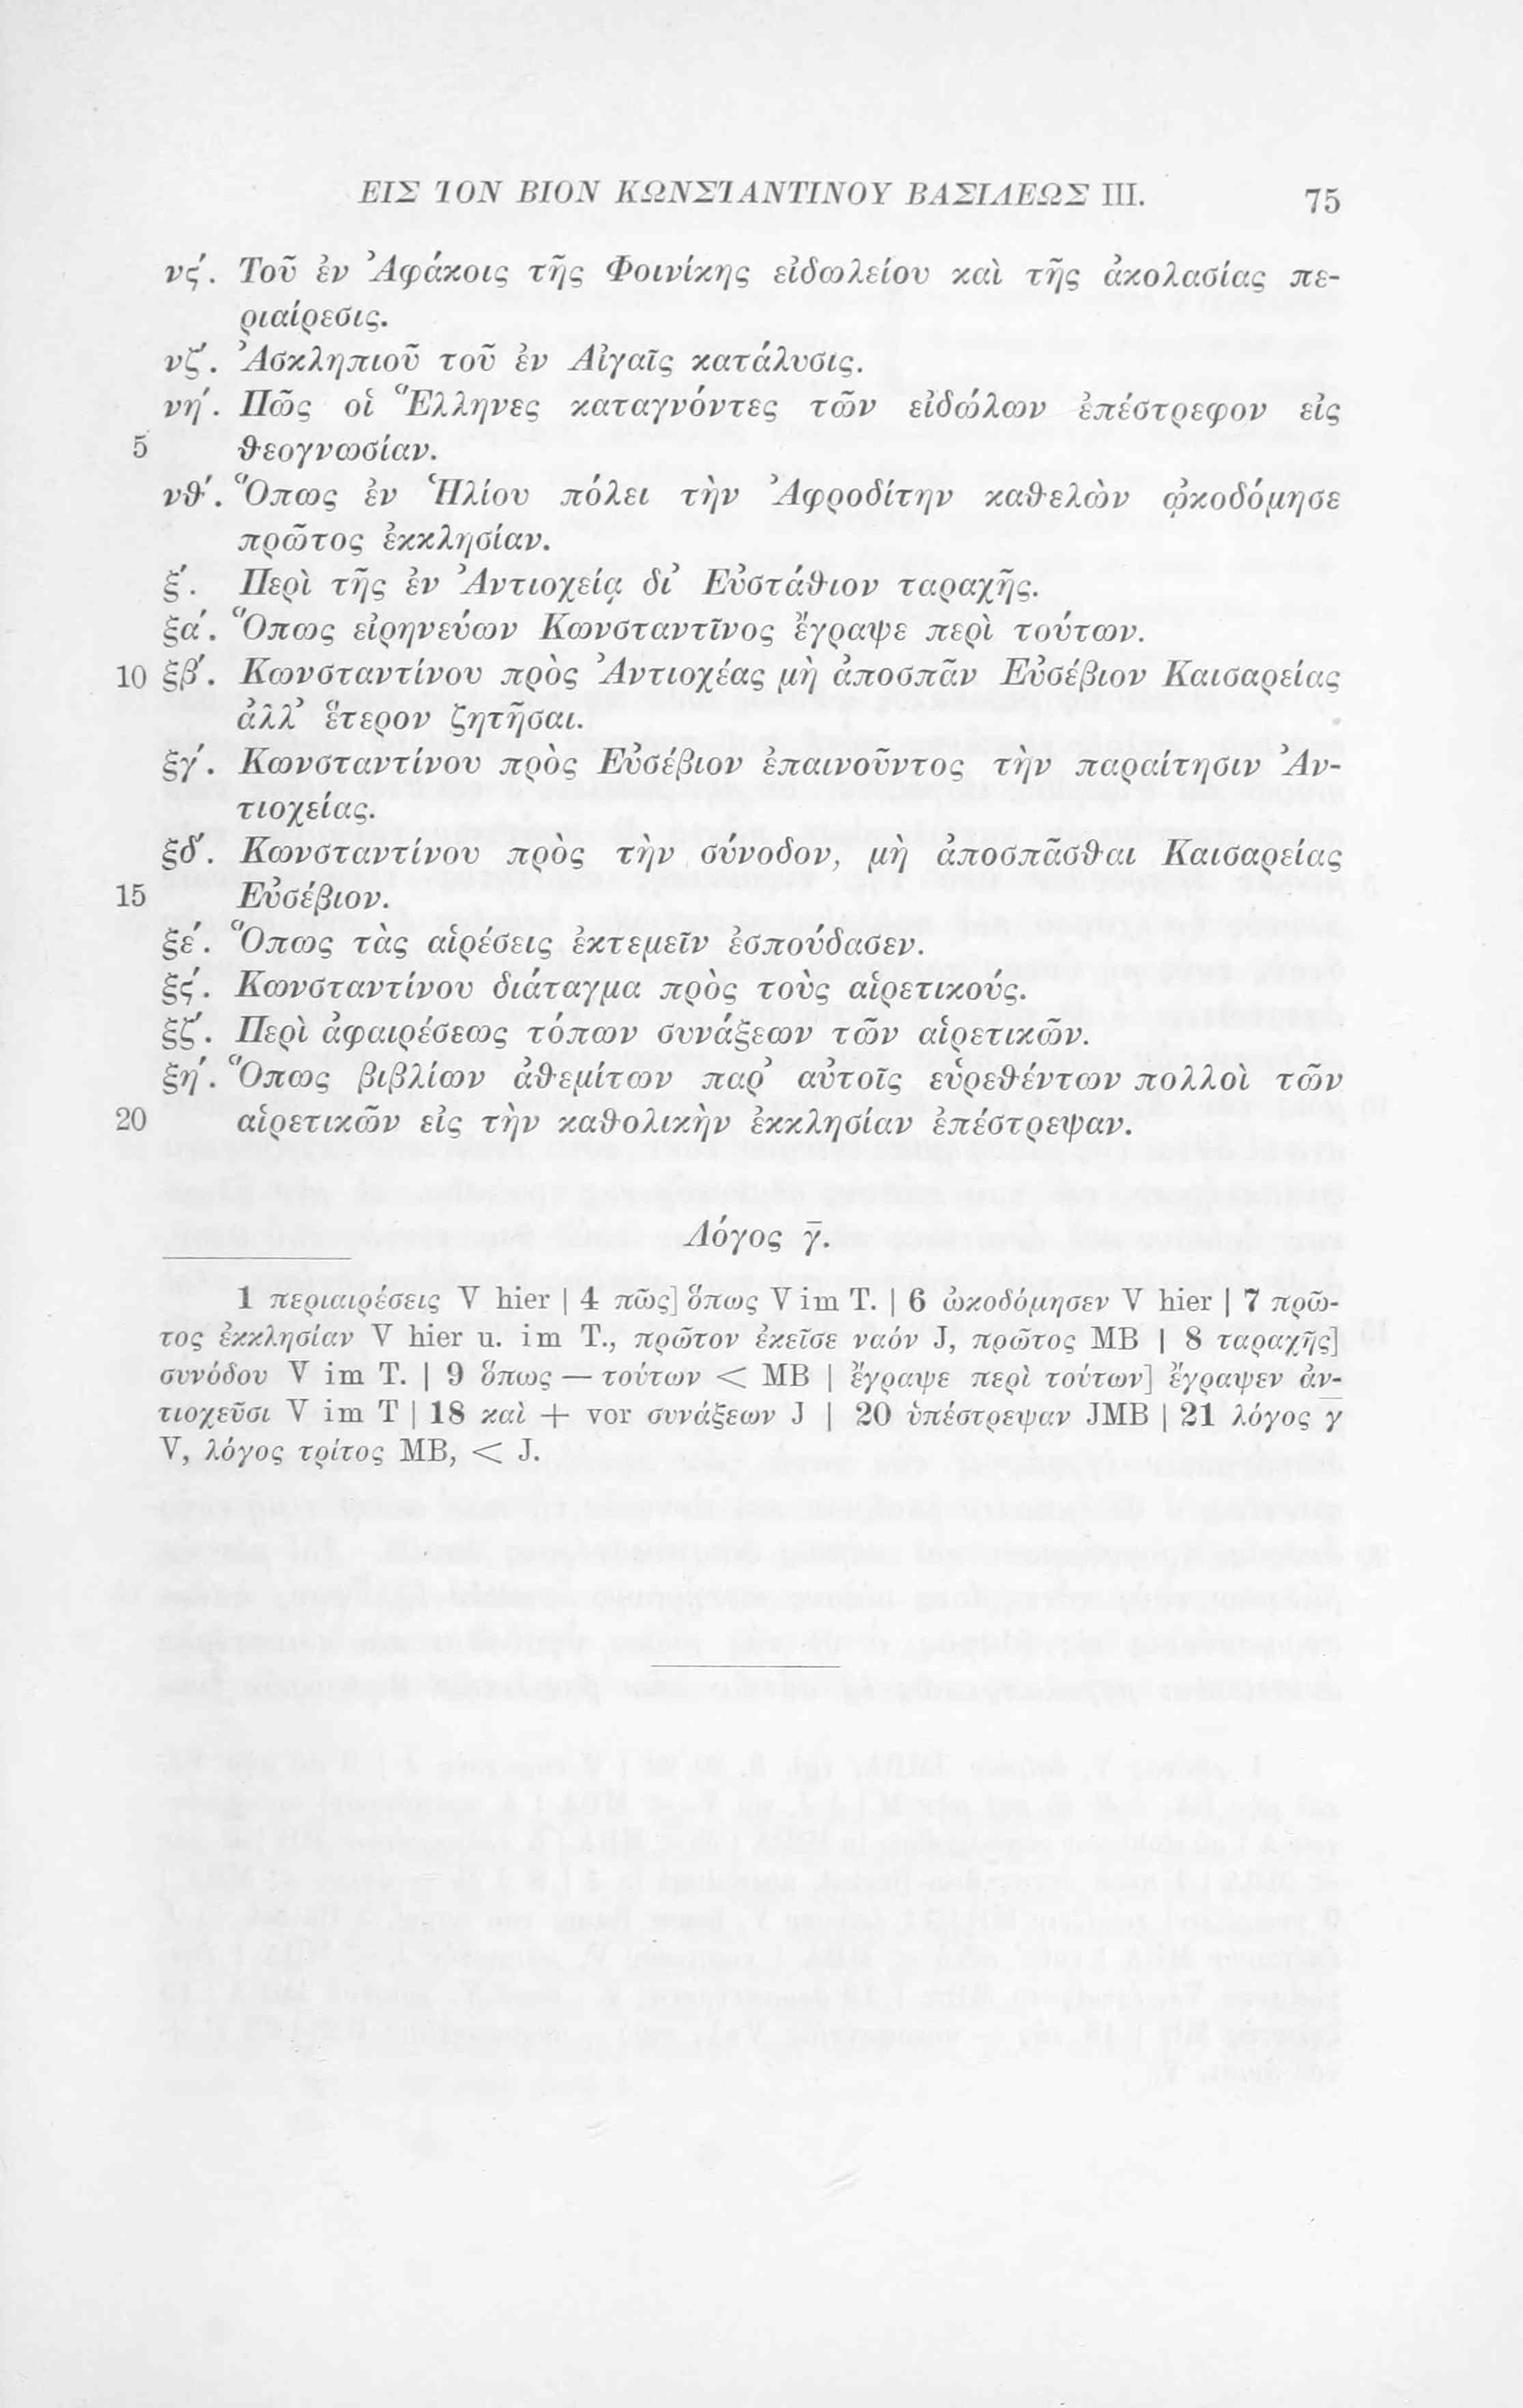 ΕΙΣ ΤΟΝ ΒΙΟΝ ΚΩΝΣΤΑΝΤΙΝΟΥ ΒΑΣΙΛΕΩΣ III. 75
νϛ΄. Τοῦ ἐν Ἀφάκοις τῆς Φοινίκης εἰδωλείου καὶ τῆς ἀκολασίας πε-
ριαίρεσις.
νζ΄. Ἀσκληπιοῦ τοῦ ἐν Αἰγαῖς κατάλυσις.
νη΄. Πῶς οἱ Ἕλληνες καταγνόντες τῶν εἰδώλων ἐπέστρεφον εἰς
5 θεογνωσίαν.
νθ΄. Ὅπως ἐν Ἡλίου πόλει τὴν Ἀφροδίτην καθελὼν ᾠκοδόμησε
πρῶτος ἐκκλησίαν.
ξ΄. Περὶ τῆς ἐν Ἀντιοχείᾳ δι’ Εὐστάθιον ταραχῆς.
ξα΄. Ὅπως εἰρηνεύων Κωνσταντῖνος ἔγραψε περὶ τούτων.
10 ξβ΄. Κωνσταντίνου πρὸς Ἀντιοχέας μὴ ἀποσπᾶν Εὐσέβιον Καισαρείας
ἀλλ’ ἕτερον ζητῆσαι.
ξγ΄. Κωνσταντίνου πρὸς Εὐσέβιον ἐπαινοῦντος τὴν παραίτησιν Ἀν-
τιοχείας.
ξδ΄. Κωνσταντίνου πρὸς τὴν σύνοδον, μὴ ἀποσπᾶσθαι Καισαρείας
15 Εὐσέβιον.
ξε΄. Ὅπως τὰς αἱρέσεις ἐκτεμεῖν ἐσπούδασεν.
ξϛ΄. Κωνσταντίνου διάταγμα πρὸς τοὺς αἱρετικούς.
ξζ΄. Περὶ ἀφαιρέσεως τόπων συνάξεων τῶν αἱρετικῶν.
ξη΄. Ὅπως βιβλίων ἀθεμίτων παρ’ αὐτοῖς εὑρεθέντων πολλοὶ τῶν
20 αἱρετικῶν εἰς τὴν καθολικὴν ἐκκλησίαν ἐπέστρεψαν.
Λόγος γ̄.
1 περιαιρέσεις V hier | 4 πῶς] ὅπως V im T. | 6 ὠκοδόμησεν V hier | 7 πρῶ-
τος ἐκκλησίαν V hier u. im T., πρῶτον ἐκεῖσε ναόν J, πρῶτος MB | 8 ταραχῆς]
συνόδου V im T. | 9 ὅπως — τούτων < MB | ἔγραψε περὶ τούτων] ἔγραψεν ἀν-
τιοχεῦσι V im T | 18 καὶ + vor συνάξεων J | 20 ὑπέστρεψαν JMB | 21 λόγος γ̄
V, λόγος τρίτος MB, < J.